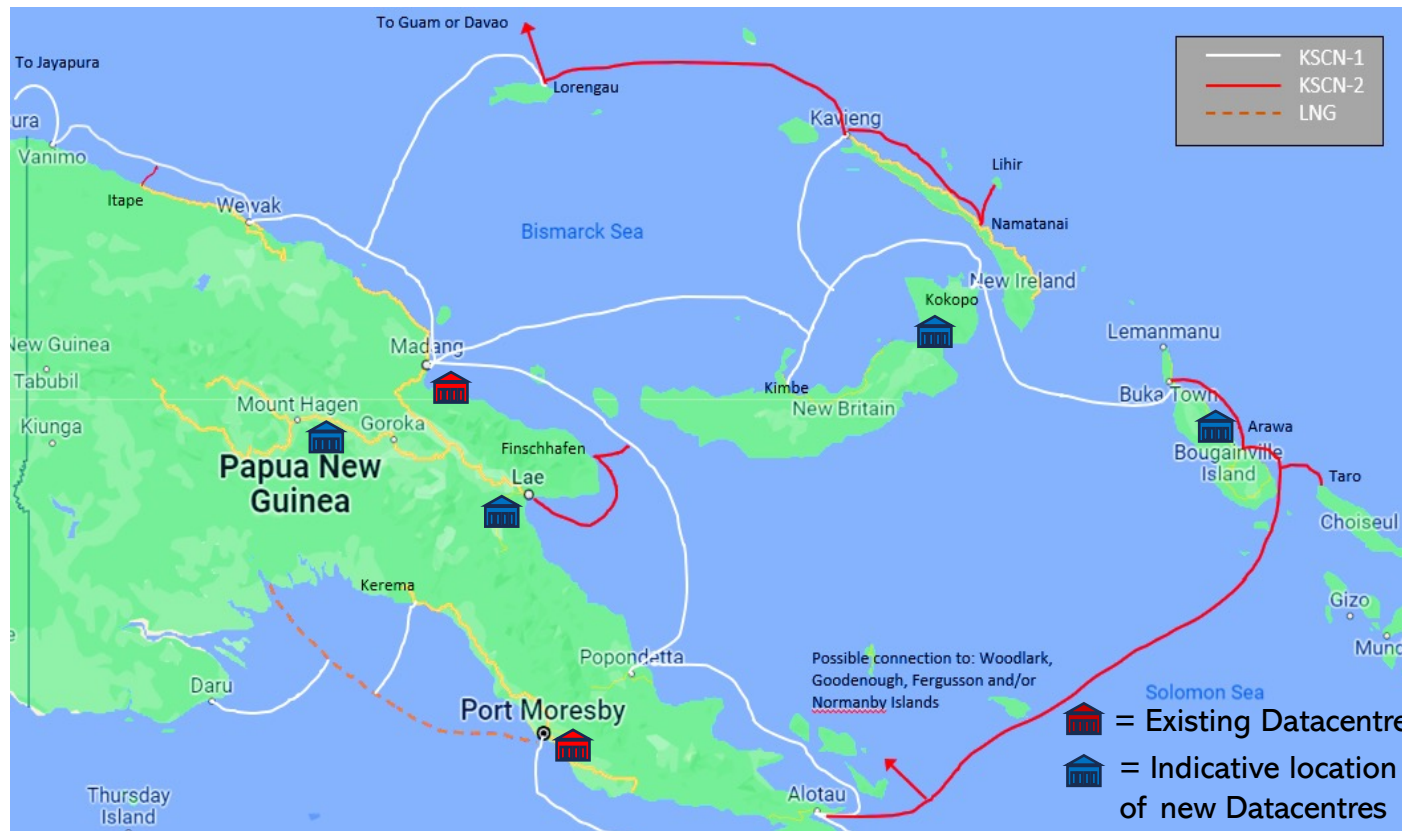 To Guam or Davao
To Jayapura
KSCN-1
KSCN-2
LNG
Lorengau
ura
Vanimo
Kavieng
Lihir
Itape
Wewak
Namatanai
Bismarck Sea
New Ireland
Kokopo
Lemanmanu
New Guinea
Madang
Tabubil
Kimbe
Buka Town
Mount Hagen
New Britain
Kiunga
Goroka
Arawa
Finschhafen
Bougainville
Island
Papua New
Guinea
Lae
Taro
Choiseul
Kerema
Gizo
Popondetta
Possible connection to: Woodlark,
Goodenough, Fergusson and/or
Normanby Islands
Mund
Daru
Solomon Sea
Port Moresby
= Existing Datacentre
= Indicative location
of new Datacentres
Thursday
Island
Alotau